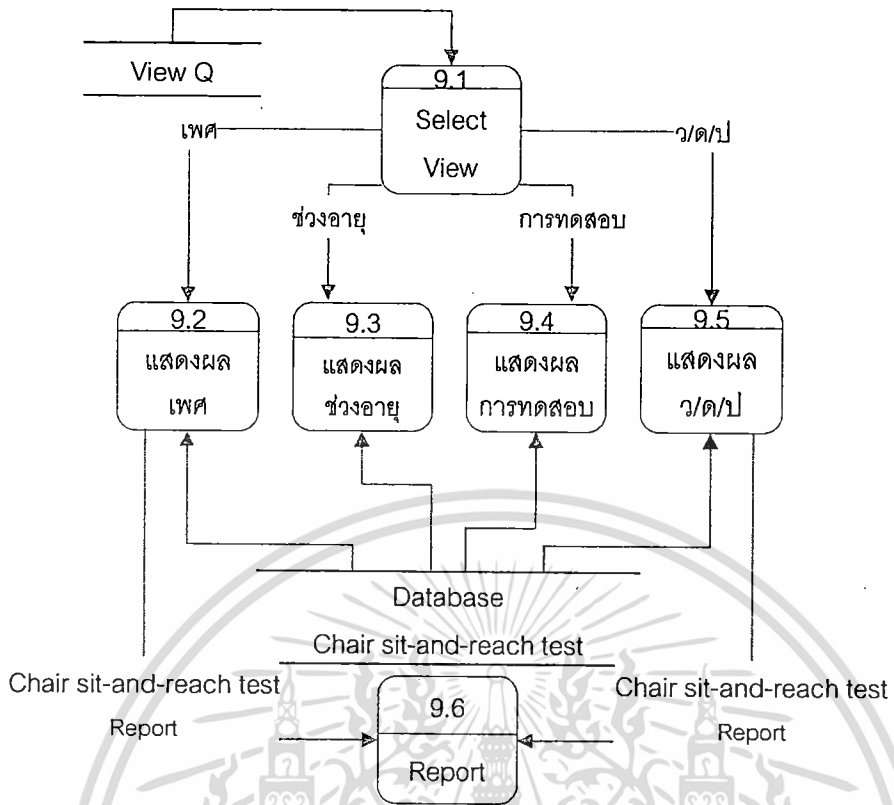 View Q
9.1
Select
View
เพศ
ว/ด/ป
ช่วงอายุ
การทดสอบ
9.2
แสดงผล
เพศ
9.3
แสดงผล
ช่วงอายุ
9.4
แสดงผล
การทดสอบ
9.5
แสดงผล
ว/ด/ป
Database
Chair sit-and-reach test
Chair sit-and-reach test
Report
9.6
Report
Chair sit-and-reach test
Report